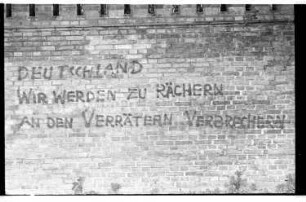 DEUTSCHLAND
WIR WERDEN ZU RÄCHERN
AN DEN VERRÄTERN, VERBRECHERN